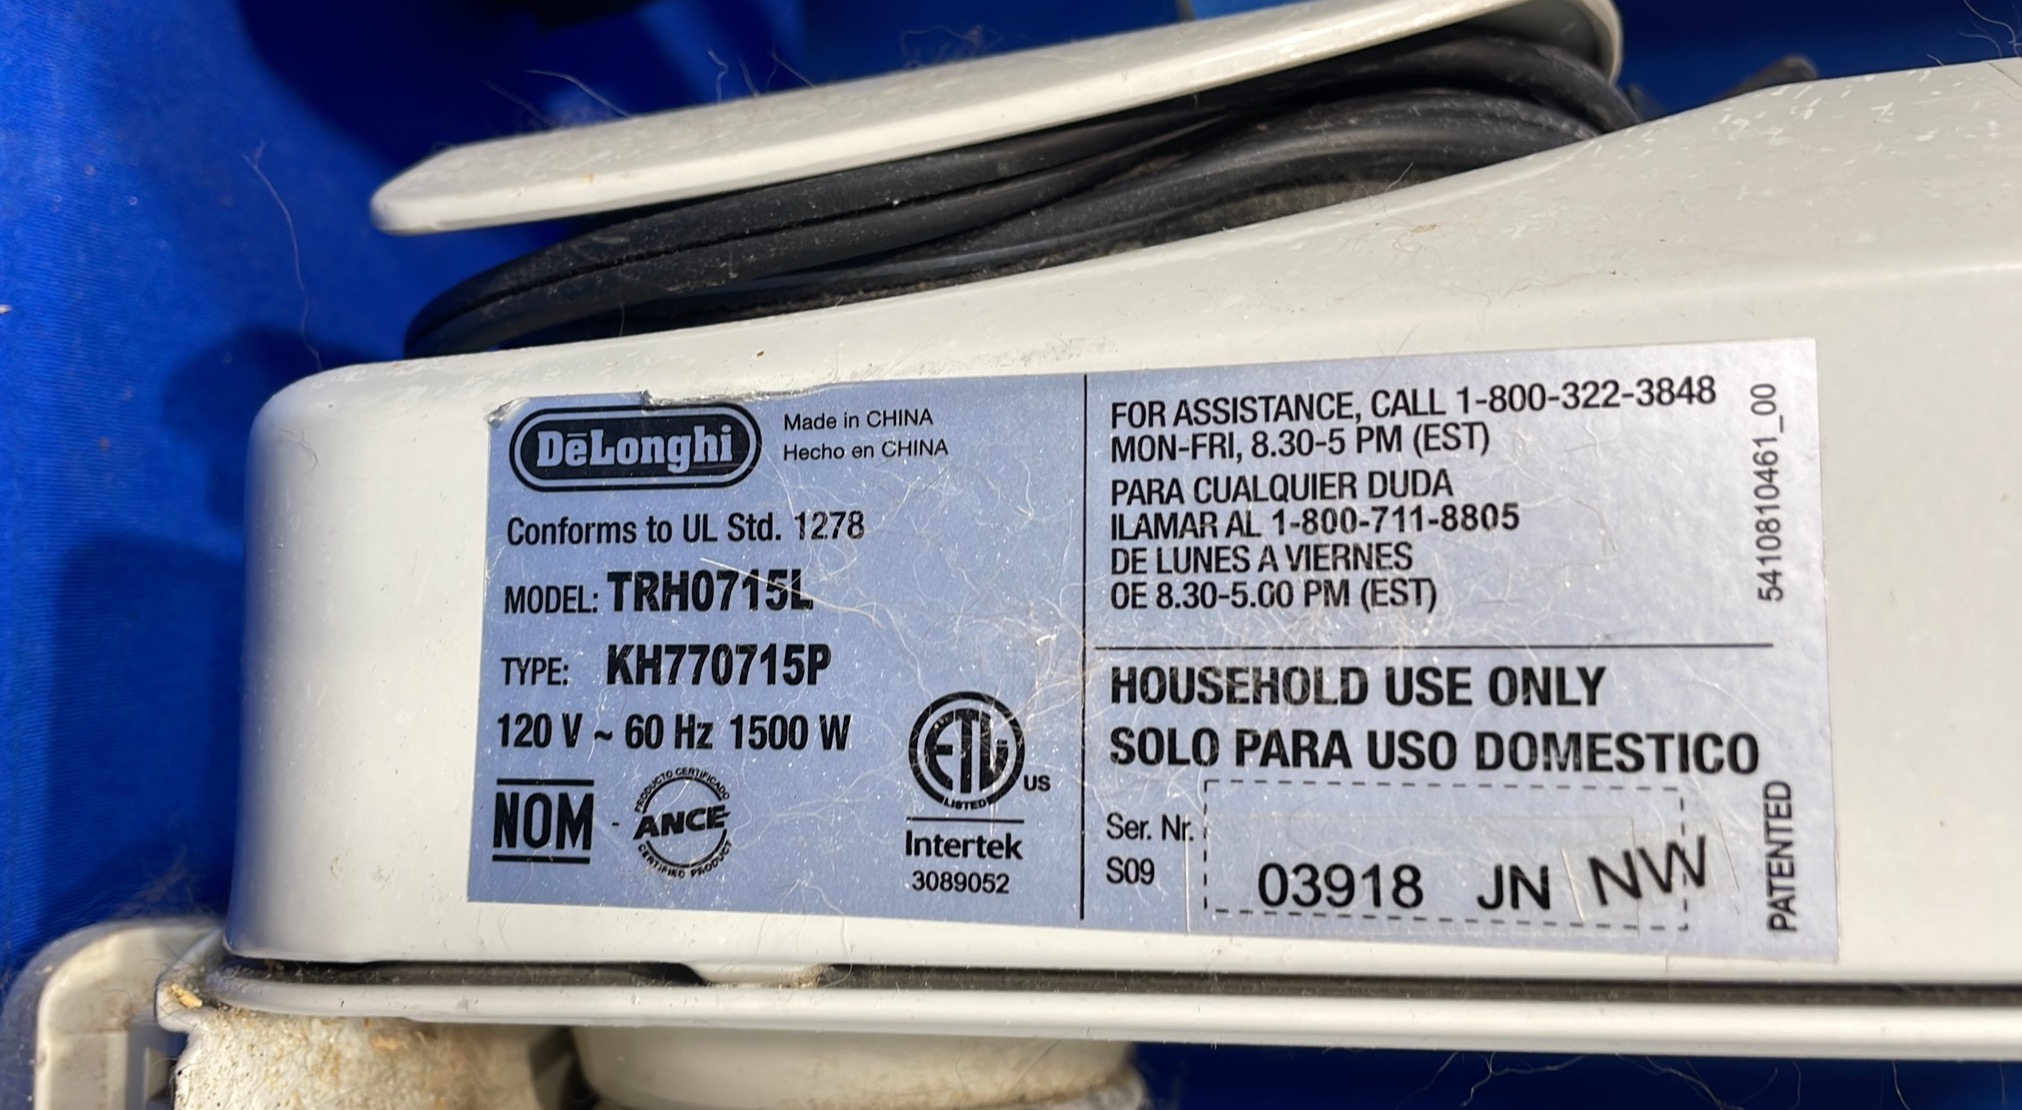 DeLonghi
Made in CHINA
Hecho en CHINA
Conforms to UL Std. 1278
MODEL: TRH0715L
TYPE: KH770715P
120 V ~ 60 Hz 1500 W
NOM - ANCE
PRODUCTO CERTIFICADO
CERTIFIED PRODUCT
ETL
LISTED
US
Intertek
3089052
FOR ASSISTANCE, CALL 1-800-322-3848
MON-FRI, 8.30-5 PM (EST)
PARA CUALQUIER DUDA
ILAMAR AL 1-800-711-8805
DE LUNES A VIERNES
OE 8.30-5.00 PM (EST)
5410810461_00
HOUSEHOLD USE ONLY
SOLO PARA USO DOMESTICO
Ser. Nr.
S09
03918 JN NW
PATENTED